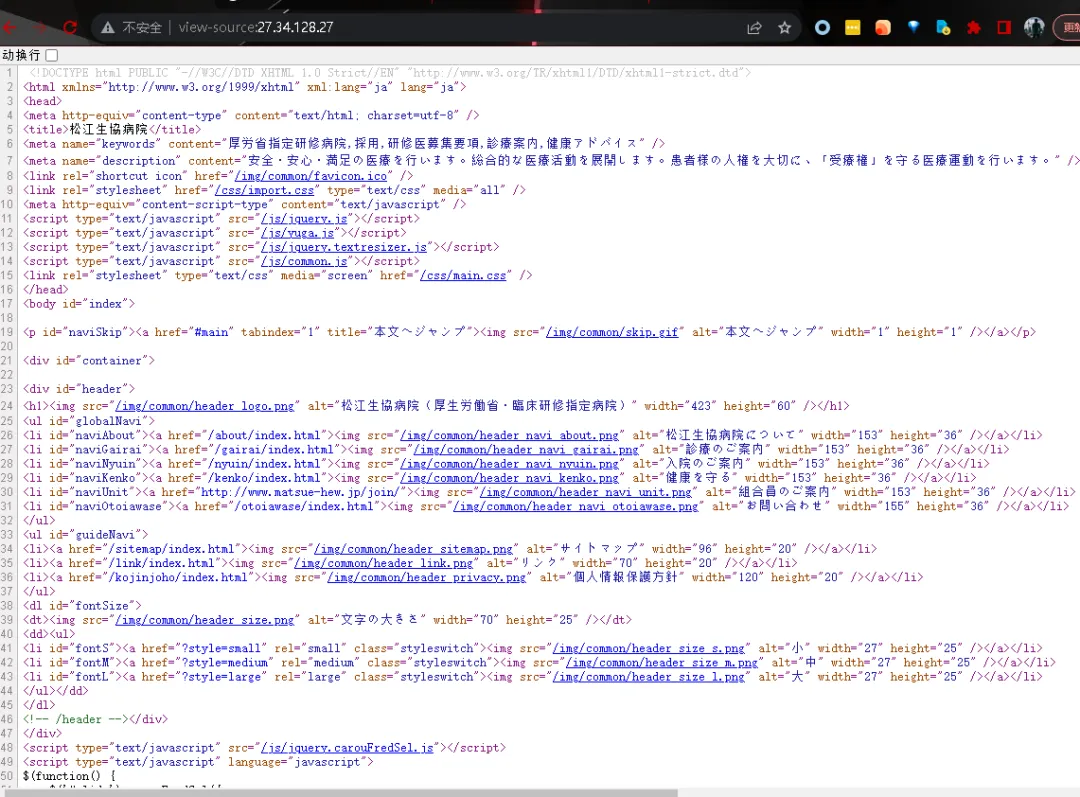 不安全 | view-source:27.34.128.27
更新
动换行
1 <!DOCTYPE html PUBLIC "-//W3C//DTD XHTML 1.0 Strict//EN" "http://www.w3.org/TR/xhtml1/DTD/xhtml1-strict.dtd">
2 <html xmlns="http://www.w3.org/1999/xhtml" xml:lang="ja" lang="ja">
3 <head>
4 <meta http-equiv="content-type" content="text/html; charset=utf-8" />
5 <title>松江生協病院</title>
6 <meta name="keywords" content="厚労省指定研修病院,採用,研修医募集要項,診療案内,健康アドバイス" />
7 <meta name="description" content="安全・安心・満足の医療を行います。総合的な医療活動を展開します。患者様の人権を大切に、「受療権」を守る医療運動を行います。" />
8 <link rel="shortcut icon" href="/img/common/favicon.ico" />
9 <link rel="stylesheet" href="/css/import.css" type="text/css" media="all" />
10 <meta http-equiv="content-script-type" content="text/javascript" />
11 <script type="text/javascript" src="/js/jquery.js"></script>
12 <script type="text/javascript" src="/js/yuga.js"></script>
13 <script type="text/javascript" src="/js/jquery.textresizer.js"></script>
14 <script type="text/javascript" src="/js/common.js"></script>
15 <link rel="stylesheet" type="text/css" media="screen" href="/css/main.css" />
16 </head>
17 <body id="index">
18
19 <p id="naviSkip"><a href="#main" tabindex="1" title="本文へジャンプ"><img src="/img/common/skip.gif" alt="本文へジャンプ" width="1" height="1" /></a></p>
20
21 <div id="container">
22
23 <div id="header">
24 <h1><img src="/img/common/header_logo.png" alt="松江生協病院（厚生労働省・臨床研修指定病院）" width="423" height="60" /></h1>
25 <ul id="globalNavi">
26 <li id="naviAbout"><a href="/about/index.html"><img src="/img/common/header_navi_about.png" alt="松江生協病院について" width="153" height="36" /></a></li>
27 <li id="naviGairai"><a href="/gairai/index.html"><img src="/img/common/header_navi_gairai.png" alt="診療のご案内" width="153" height="36" /></a></li>
28 <li id="naviNyuin"><a href="/nyuin/index.html"><img src="/img/common/header_navi_nyuin.png" alt="入院のご案内" width="153" height="36" /></a></li>
29 <li id="naviKenko"><a href="/kenko/index.html"><img src="/img/common/header_navi_kenko.png" alt="健康を守る" width="153" height="36" /></a></li>
30 <li id="naviUnit"><a href="http://www.matsue-hew.jp/join/"><img src="/img/common/header_navi_unit.png" alt="組合員のご案内" width="153" height="36" /></a></li>
31 <li id="naviOtoiawase"><a href="/otoiawase/index.html"><img src="/img/common/header_navi_otoiawase.png" alt="お問い合わせ" width="155" height="36" /></a></li>
32 </ul>
33 <ul id="guideNavi">
34 <li><a href="/sitemap/index.html"><img src="/img/common/header_sitemap.png" alt="サイトマップ" width="96" height="20" /></a></li>
35 <li><a href="/link/index.html"><img src="/img/common/header_link.png" alt="リンク" width="70" height="20" /></a></li>
36 <li><a href="/kojinjoho/index.html"><img src="/img/common/header_privacy.png" alt="個人情報保護方針" width="120" height="20" /></a></li>
37 </ul>
38 <dl id="fontSize">
39 <dt><img src="/img/common/header_size.png" alt="文字の大きさ" width="70" height="25" /></dt>
40 <dd><ul>
41 <li id="fontS"><a href="?style=small" rel="small" class="styleswitch"><img src="/img/common/header_size_s.png" alt="小" width="27" height="25" /></a></li>
42 <li id="fontM"><a href="?style=medium" rel="medium" class="styleswitch"><img src="/img/common/header_size_m.png" alt="中" width="27" height="25" /></a></li>
43 <li id="fontL"><a href="?style=large" rel="large" class="styleswitch"><img src="/img/common/header_size_l.png" alt="大" width="27" height="25" /></a></li>
44 </ul></dd>
45 </dl>
46 <!-- /header --></div>
47 </div>
48 <script type="text/javascript" src="/js/jquery.carouFredSel.js"></script>
49 <script type="text/javascript" language="javascript">
50 $(function() {